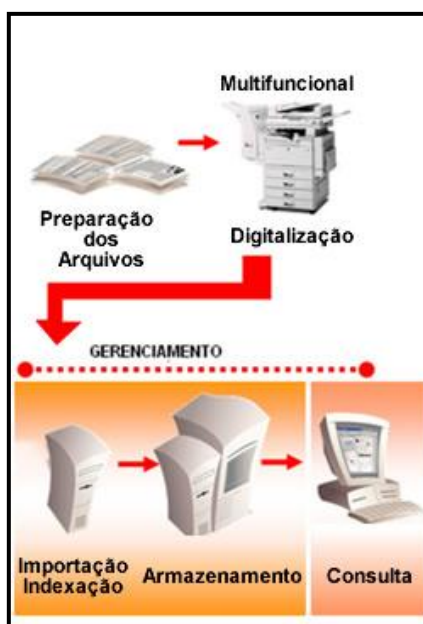 Multifuncional
Preparação
dos
Arquivos
Digitalização
GERENCIAMENTO
Importação
Indexação
Armazenamento
Consulta